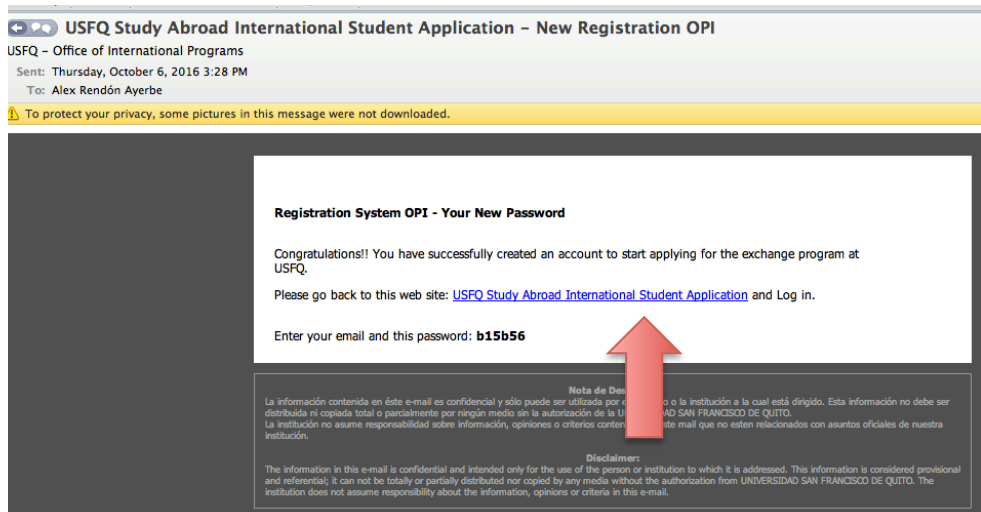 USFQ Study Abroad International Student Application – New Registration OPI
USFQ – Office of International Programs
Sent: Thursday, October 6, 2016 3:28 PM
To: Alex Rendón Ayerbe
To protect your privacy, some pictures in this message were not downloaded.
Registration System OPI - Your New Password
Congratulations!! You have successfully created an account to start applying for the exchange program at
USFQ.
Please go back to this web site: USFQ Study Abroad International Student Application and Log in.
Enter your email and this password: b15b56
Nota de
La información contenida en éste e-mail es confidencial y sólo puede ser utilizada por o la institución a la cual está dirigido. Esta información no debe ser
distribuida ni copiada total o parcialmente por ningún medio sin la autorización de la SAN FRANCISCO DE QUITO.
La institución no asume responsabilidad sobre información, opiniones o criterios mail que no esten relacionados con asuntos oficiales de nuestra
institución.
Disclaimer:
The information in this e-mail is confidential and intended only for the use of the person or institution to which it is addressed. This information is considered provisional
and referential; it can not be totally or partially distributed nor copied by any media without the authorization from UNIVERSIDAD SAN FRANCISCO DE QUITO. The
institution does not assume responsibility about the information, opinions or criteria in this e-mail.